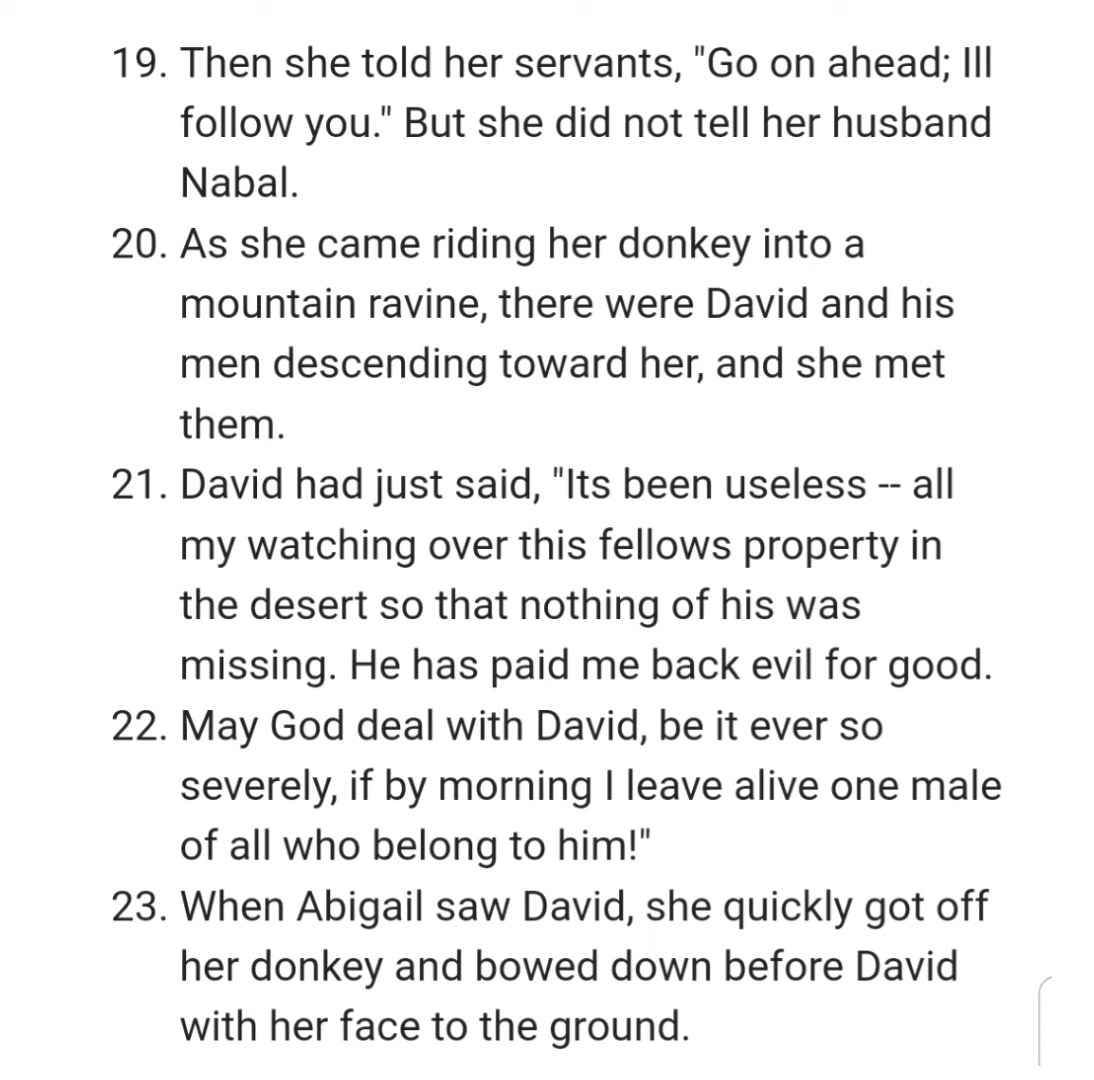 19. Then she told her servants, "Go on ahead; Ill
follow you." But she did not tell her husband
Nabal.
20. As she came riding her donkey into a
mountain ravine, there were David and his
men descending toward her, and she met
them.
21. David had just said, "Its been useless -- all
my watching over this fellows property in
the desert so that nothing of his was
missing. He has paid me back evil for good.
22. May God deal with David, be it ever so
severely, if by morning I leave alive one male
of all who belong to him!"
23. When Abigail saw David, she quickly got off
her donkey and bowed down before David
with her face to the ground.